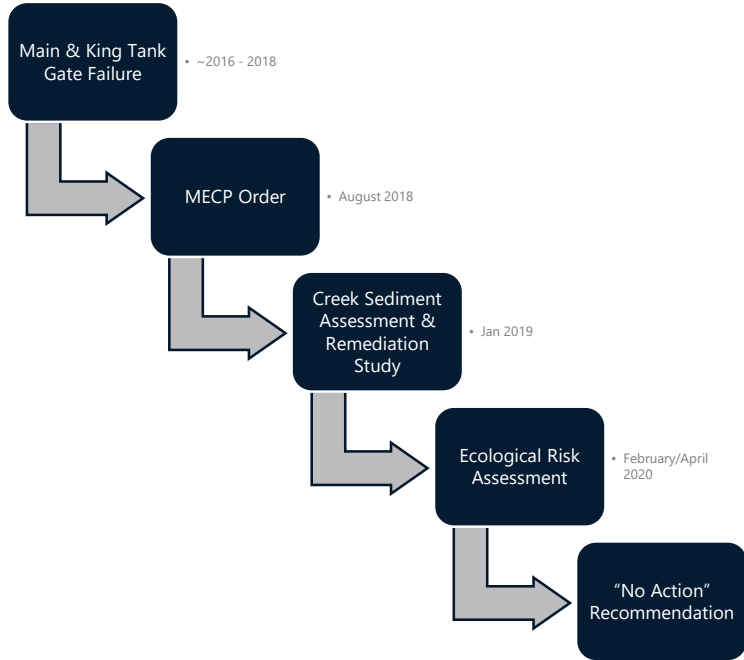 Main & King Tank
Gate Failure
• ~2016 - 2018
MECP Order
• August 2018
Creek Sediment
Assessment &
Remediation
Study
• Jan 2019
Ecological Risk
Assessment
• February/April
2020
“No Action”
Recommendation